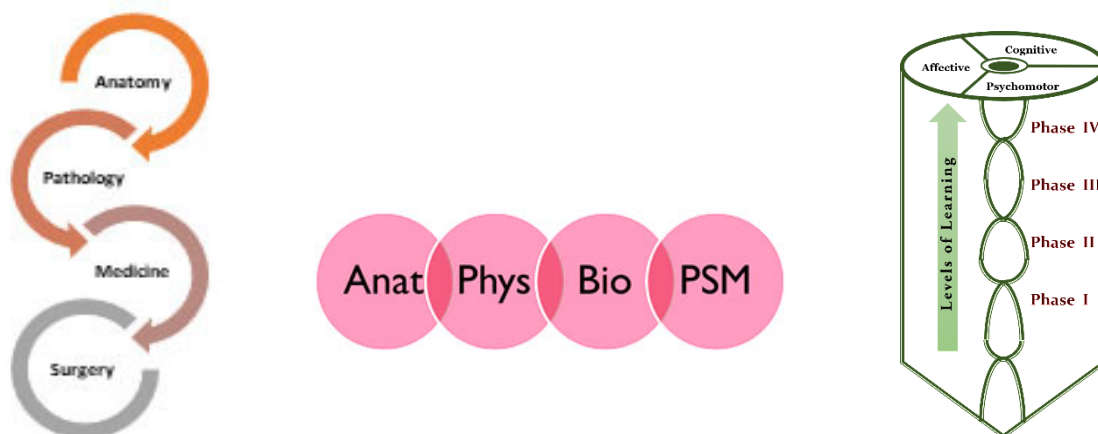 Anatomy
Pathology
Medicine
Surgery
Anat Phys Bio PSM
Cognitive
Affective
Psychomotor
Levels of Learning
Phase IV
Phase III
Phase II
Phase I